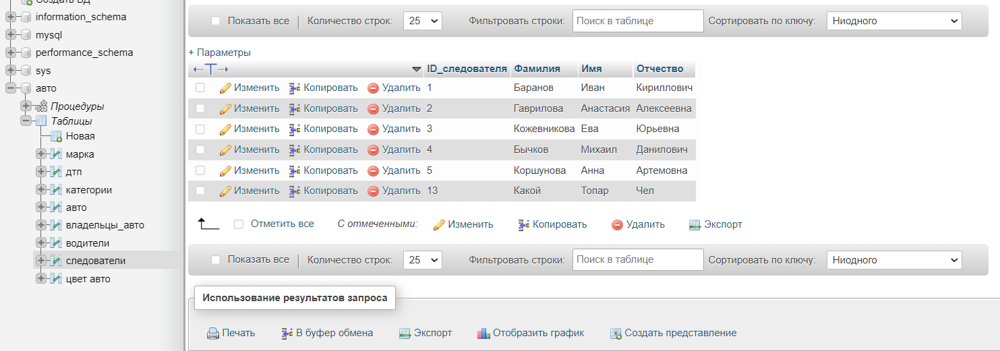 Создать БД
information_schema
mysql
performance_schema
sys
авто
Процедуры
Таблицы
Новая
марка
дтп
категории
авто
владельцы_авто
водители
следователи
цвет авто
Показать все Количество строк: 25 Фильтровать строки: Поиск в таблице Сортировать по ключу: Ниодного
+ Параметры
ID_следователя Фамилия Имя Отчество
Изменить Копировать Удалить 1 Баранов Иван Кириллович
Изменить Копировать Удалить 2 Гаврилова Анастасия Алексеевна
Изменить Копировать Удалить 3 Кожевникова Ева Юрьевна
Изменить Копировать Удалить 4 Бычков Михаил Данилович
Изменить Копировать Удалить 5 Коршунова Анна Артемовна
Изменить Копировать Удалить 13 Какой Топар Чел
Отметить все С отмеченными: Изменить Копировать Удалить Экспорт
Показать все Количество строк: 25 Фильтровать строки: Поиск в таблице Сортировать по ключу: Ниодного
Использование результатов запроса
Печать В буфер обмена Экспорт Отобразить график Создать представление